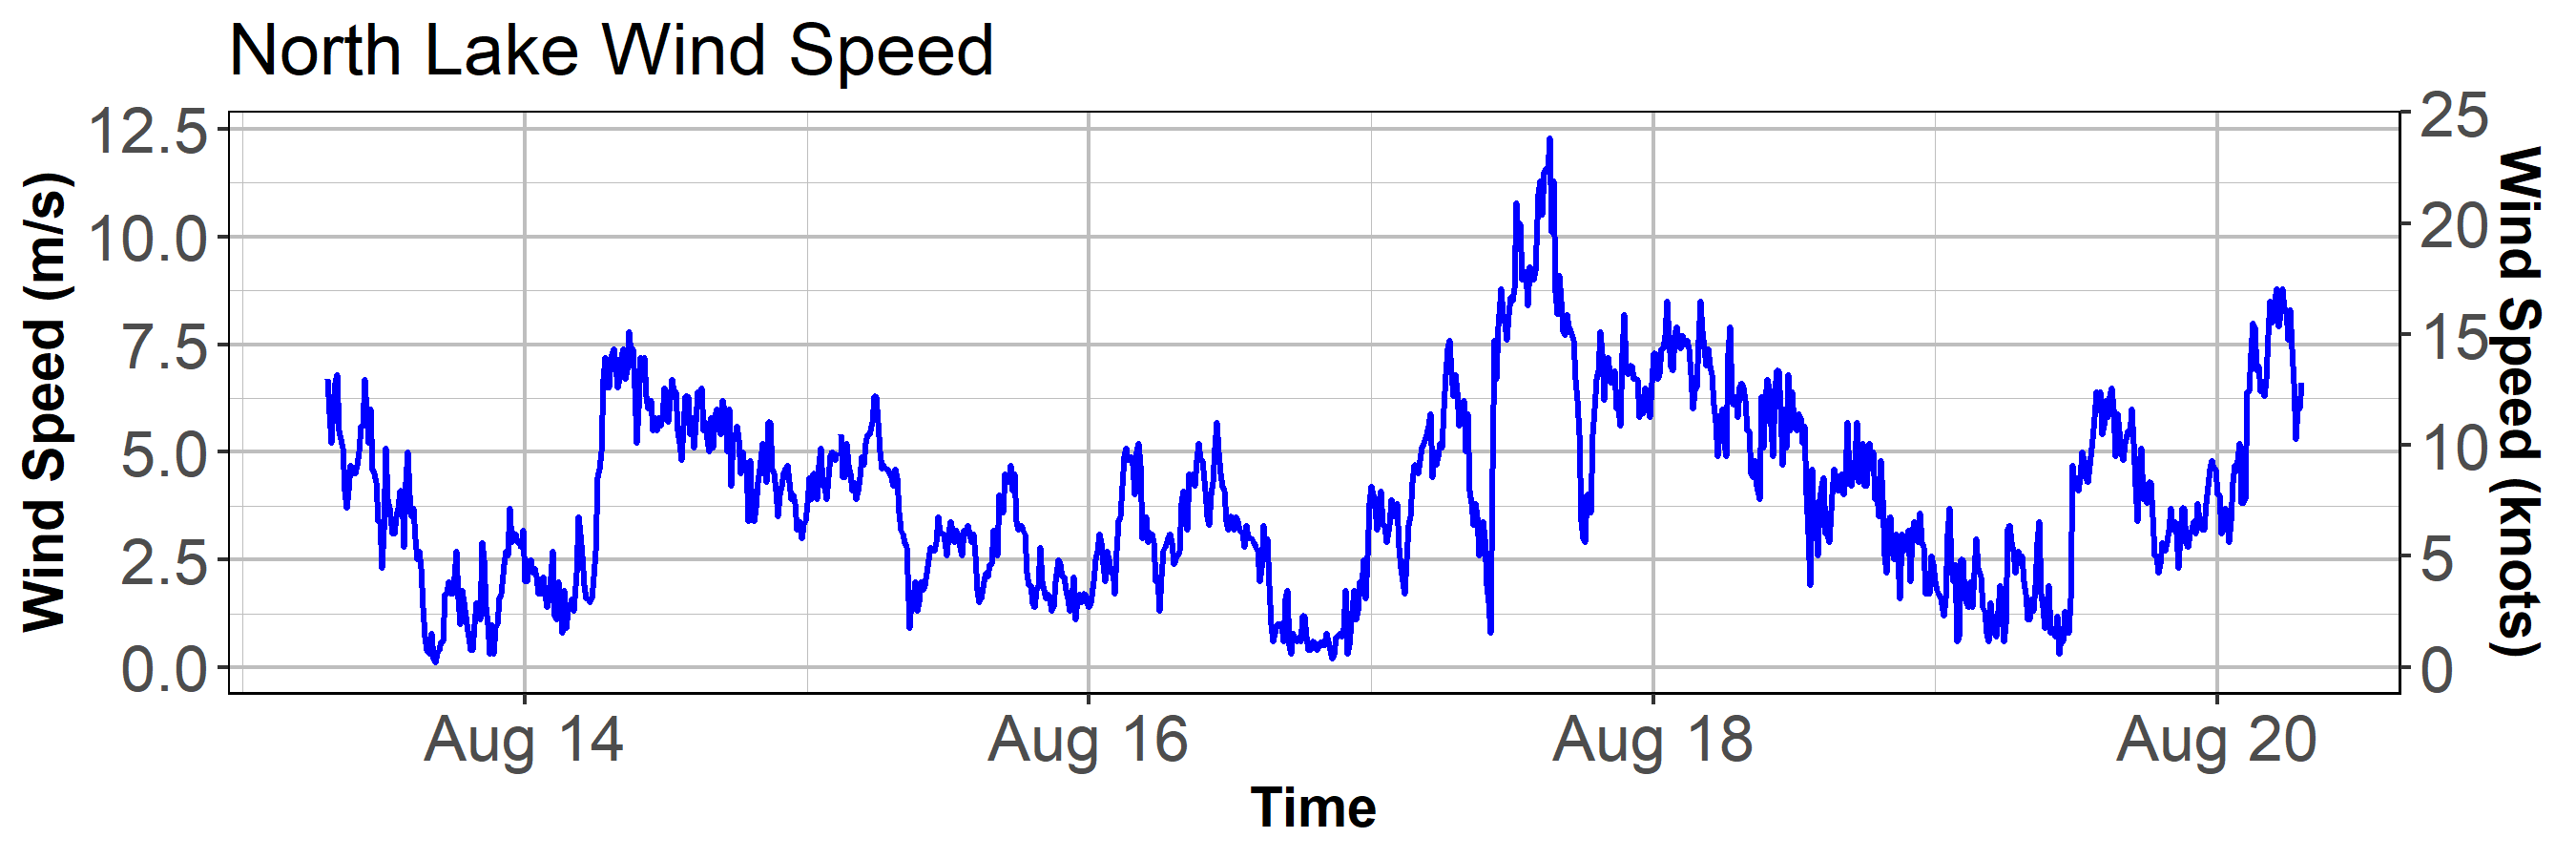 North Lake Wind Speed
Wind Speed (m/s)
12.5
10.0
7.5
5.0
2.5
0.0
25
20
15
10
5
0
Wind Speed (knots)
Aug 14
Aug 16
Aug 18
Aug 20
Time